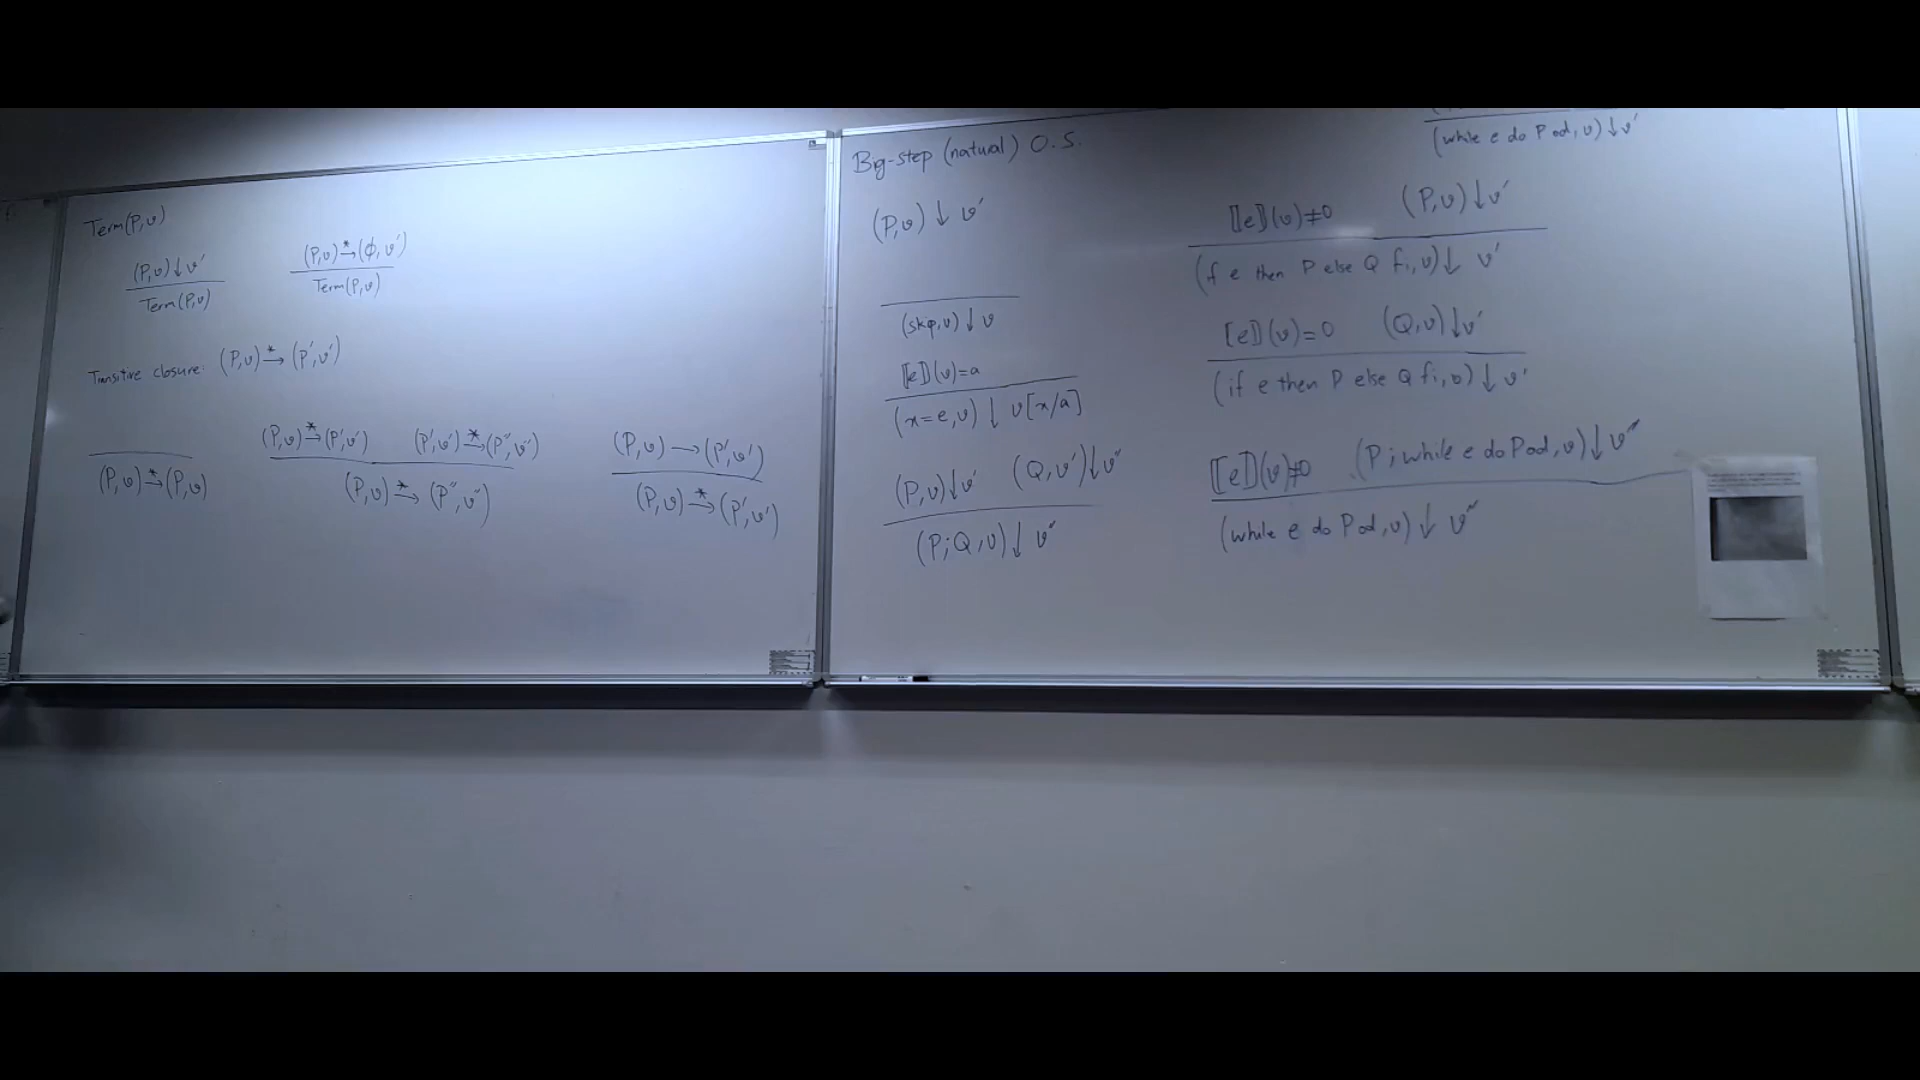 Term(P,υ)
(P,υ)↓υ'
Term(P,υ)
(P,υ)→*(ϕ,υ')
Term(P,υ)
Transitive closure: (P,υ)→*(P',υ')
(P,υ)→*(P,υ)
(P,υ)→*(P',υ') (P',υ')→*(P'',υ'')
(P,υ)→*(P'',υ'')
(P,υ)→(P',υ')
(P,υ)→*(P',υ')
Big-step (natural) O.S.
(P,υ)↓υ'
(skip,υ)↓υ
⟦e⟧(υ)=a
(x=e,υ)↓υ[x/a]
(P,υ)↓υ' (Q,υ')↓υ''
(P;Q,υ)↓υ''
(while e do P od,υ)↓υ'
⟦e⟧(υ)≠0 (P,υ)↓υ'
(if e then P else Q fi,υ)↓υ'
⟦e⟧(υ)=0 (Q,υ)↓υ'
(if e then P else Q fi,υ)↓υ'
⟦e⟧(υ)≠0 (P;while e do P od,υ)↓υ''
(while e do P od,υ)↓υ''